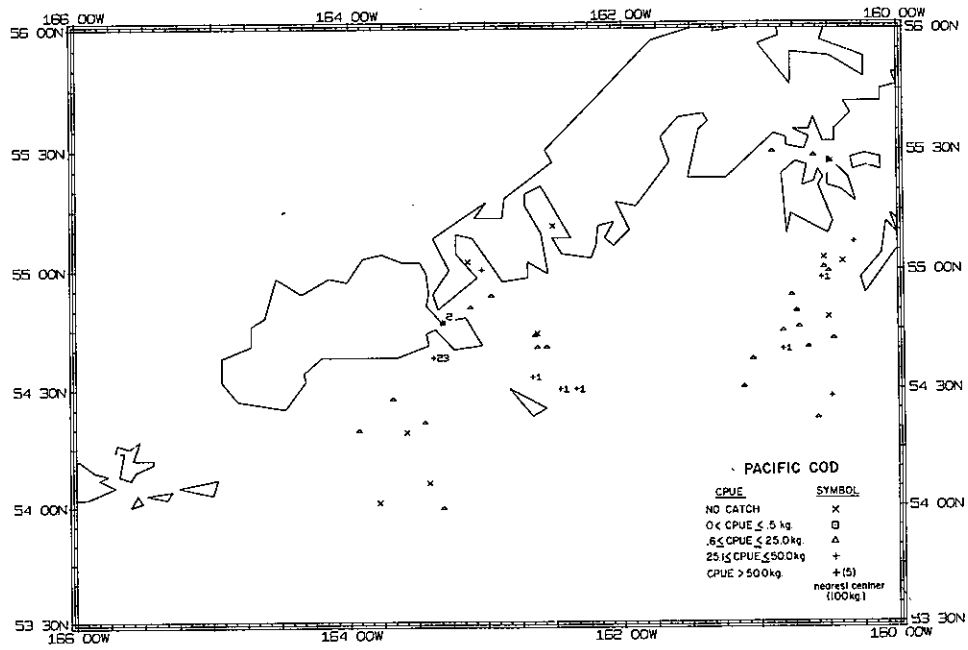 164 00W 162 00W 160 00W
56 00N 56 00N
55 30N 55 30N
55 00N 55 00N
2
+23
+1
+1
+1
+1 +1
54 30N 54 30N
PACIFIC COD
CPUE SYMBOL
NO CATCH ×
0< CPUE ≤ .5 kg. □
.6≤ CPUE ≤ 25.0kg. △
25.1≤ CPUE ≤50.0kg +
CPUE > 50.0kg. +(5)
nearest centner
(100kg.)
54 00N 54 00N
53 30N 53 30N
166 00W 164 00W 162 00W 160 00W